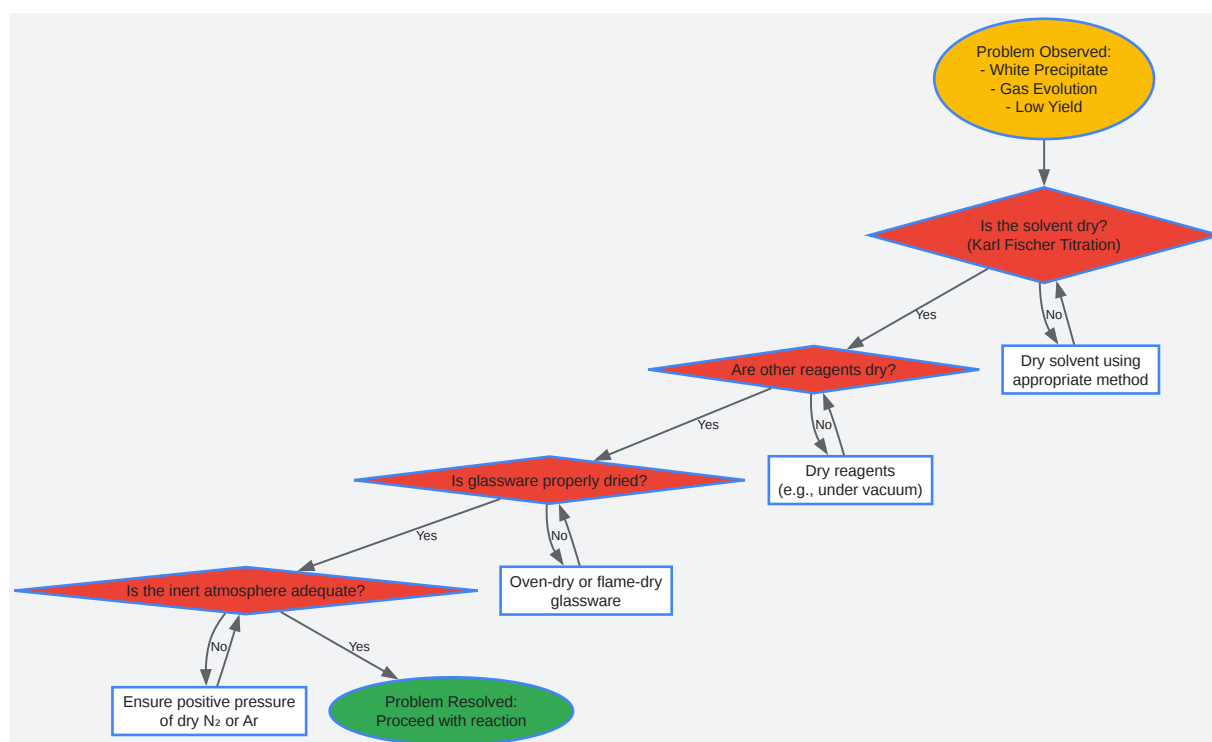 Problem Observed:
- White Precipitate
- Gas Evolution
- Low Yield
Is the solvent dry?
(Karl Fischer Titration)
Yes
No
Dry solvent using
appropriate method
Are other reagents dry?
Yes
No
Dry reagents
(e.g., under vacuum)
Is glassware properly dried?
Yes
No
Oven-dry or flame-dry
glassware
Is the inert atmosphere adequate?
No
Yes
Ensure positive pressure
of dry N₂ or Ar
Problem Resolved:
Proceed with reaction